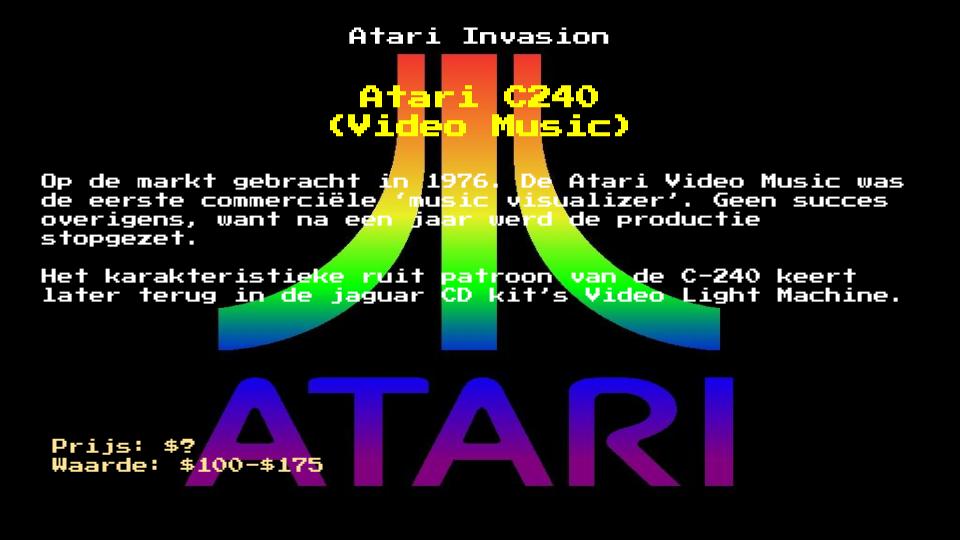 Atari Invasion
Atari C240
(Video Music)
Op de markt gebracht in 1976. De Atari Video Music was
de eerste commerciële 'music visualizer'. Geen succes
overigens, want na een jaar werd de productie
stopgezet.
Het karakteristieke ruit patroon van de C-240 keert
later terug in de jaguar CD kit's Video Light Machine.
ATARI
Prijs: $?
Waarde: $100-$175